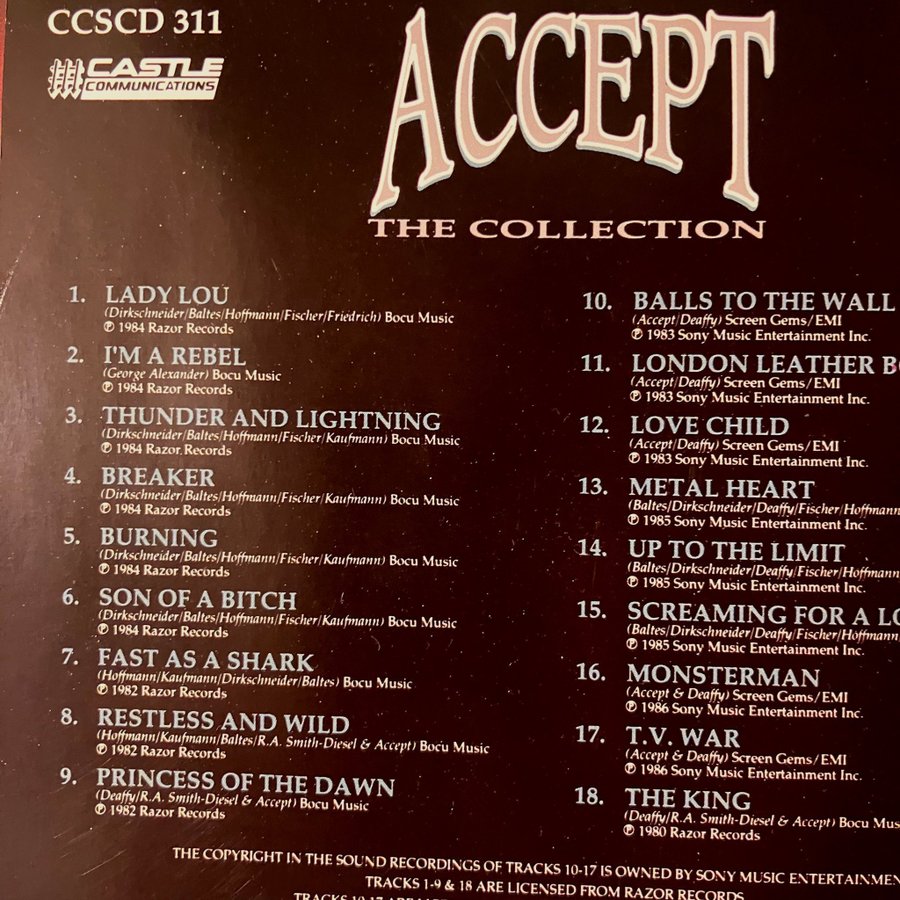 CCSCD 311
CASTLE
COMMUNICATIONS
ACCEPT
THE COLLECTION
1. LADY LOU
(Dirkschneider/Baltes/Hoffmann/Fischer/Friedrich) Bocu Music
℗ 1984 Razor Records
2. I'M A REBEL
(George Alexander) Bocu Music
℗ 1984 Razor Records
3. THUNDER AND LIGHTNING
(Dirkschneider/Baltes/Hoffmann/Fischer/Kaufmann) Bocu Music
℗ 1984 Razor Records
4. BREAKER
(Dirkschneider/Baltes/Hoffmann/Fischer/Kaufmann) Bocu Music
℗ 1984 Razor Records
5. BURNING
(Dirkschneider/Baltes/Hoffmann/Fischer/Kaufmann) Bocu Music
℗ 1984 Razor Records
6. SON OF A BITCH
(Dirkschneider/Baltes/Hoffmann/Fischer/Kaufmann) Bocu Music
℗ 1984 Razor Records
7. FAST AS A SHARK
(Hoffmann/Kaufmann/Dirkschneider/Baltes) Bocu Music
℗ 1982 Razor Records
8. RESTLESS AND WILD
(Hoffmann/Kaufmann/Baltes/R.A. Smith-Diesel & Accept) Bocu Music
℗ 1982 Razor Records
9. PRINCESS OF THE DAWN
(Deaffy/R.A. Smith-Diesel & Accept) Bocu Music
℗ 1982 Razor Records
10. BALLS TO THE WALL
(Accept/Deaffy) Screen Gems/EMI
℗ 1983 Sony Music Entertainment Inc.
11. LONDON LEATHER
(Accept/Deaffy) Screen Gems/EMI
℗ 1983 Sony Music Entertainment Inc.
12. LOVE CHILD
(Accept/Deaffy) Screen Gems/EMI
℗ 1983 Sony Music Entertainment Inc.
13. METAL HEART
(Baltes/Dirkschneider/Deaffy/Fischer/Hoffmann
℗ 1985 Sony Music Entertainment Inc.
14. UP TO THE LIMIT
(Baltes/Dirkschneider/Deaffy/Fischer/Hoffmann
℗ 1985 Sony Music Entertainment Inc.
15. SCREAMING FOR A
(Baltes/Dirkschneider/Deaffy/Fischer/Hoffmann
℗ 1985 Sony Music Entertainment Inc.
16. MONSTERMAN
(Accept & Deaffy) Screen Gems/EMI
℗ 1986 Sony Music Entertainment Inc.
17. T.V. WAR
(Accept & Deaffy) Screen Gems/EMI
℗ 1986 Sony Music Entertainment Inc.
18. THE KING
(Deaffy/R.A. Smith-Diesel & Accept) Bocu
℗ 1980 Razor Records
THE COPYRIGHT IN THE SOUND RECORDINGS OF TRACKS 10-17 IS OWNED BY SONY MUSIC
TRACKS 1-9 & 18 ARE LICENSED FROM RAZOR RECORDS
TRACKS 10-17 ARE